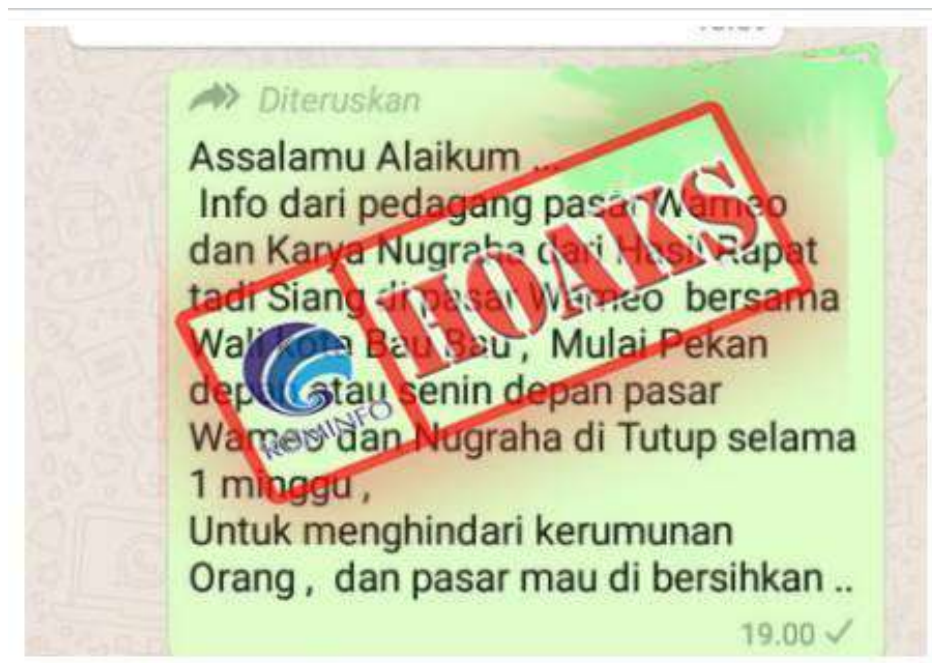 Diteruskan
Assalamu Alaikum ...
Info dari pedagang pasar Wameo
dan Karya Nugraha dari Hasil Rapat
tadi Siang di pasar Wameo bersama
Wali kota Bau Bau , Mulai Pekan
depan atau senin depan pasar
Wameo dan Nugraha di Tutup selama
1 minggu ,
Untuk menghindari kerumunan
Orang , dan pasar mau di bersihkan ..
19.00
HOAKS
KOMINFO